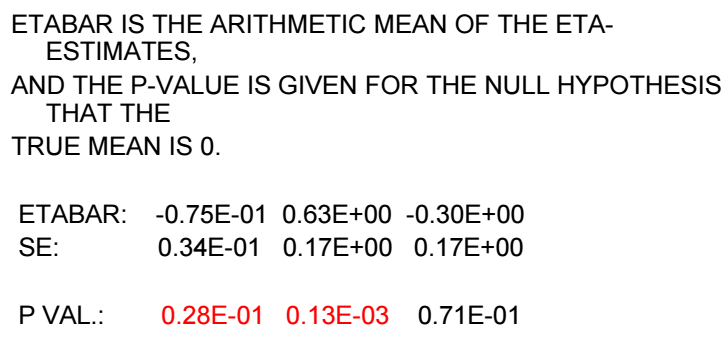 ETABAR IS THE ARITHMETIC MEAN OF THE ETA-
ESTIMATES,
AND THE P-VALUE IS GIVEN FOR THE NULL HYPOTHESIS
THAT THE
TRUE MEAN IS 0.
ETABAR: -0.75E-01 0.63E+00 -0.30E+00
SE: 0.34E-01 0.17E+00 0.17E+00
P VAL.: 0.28E-01 0.13E-03 0.71E-01